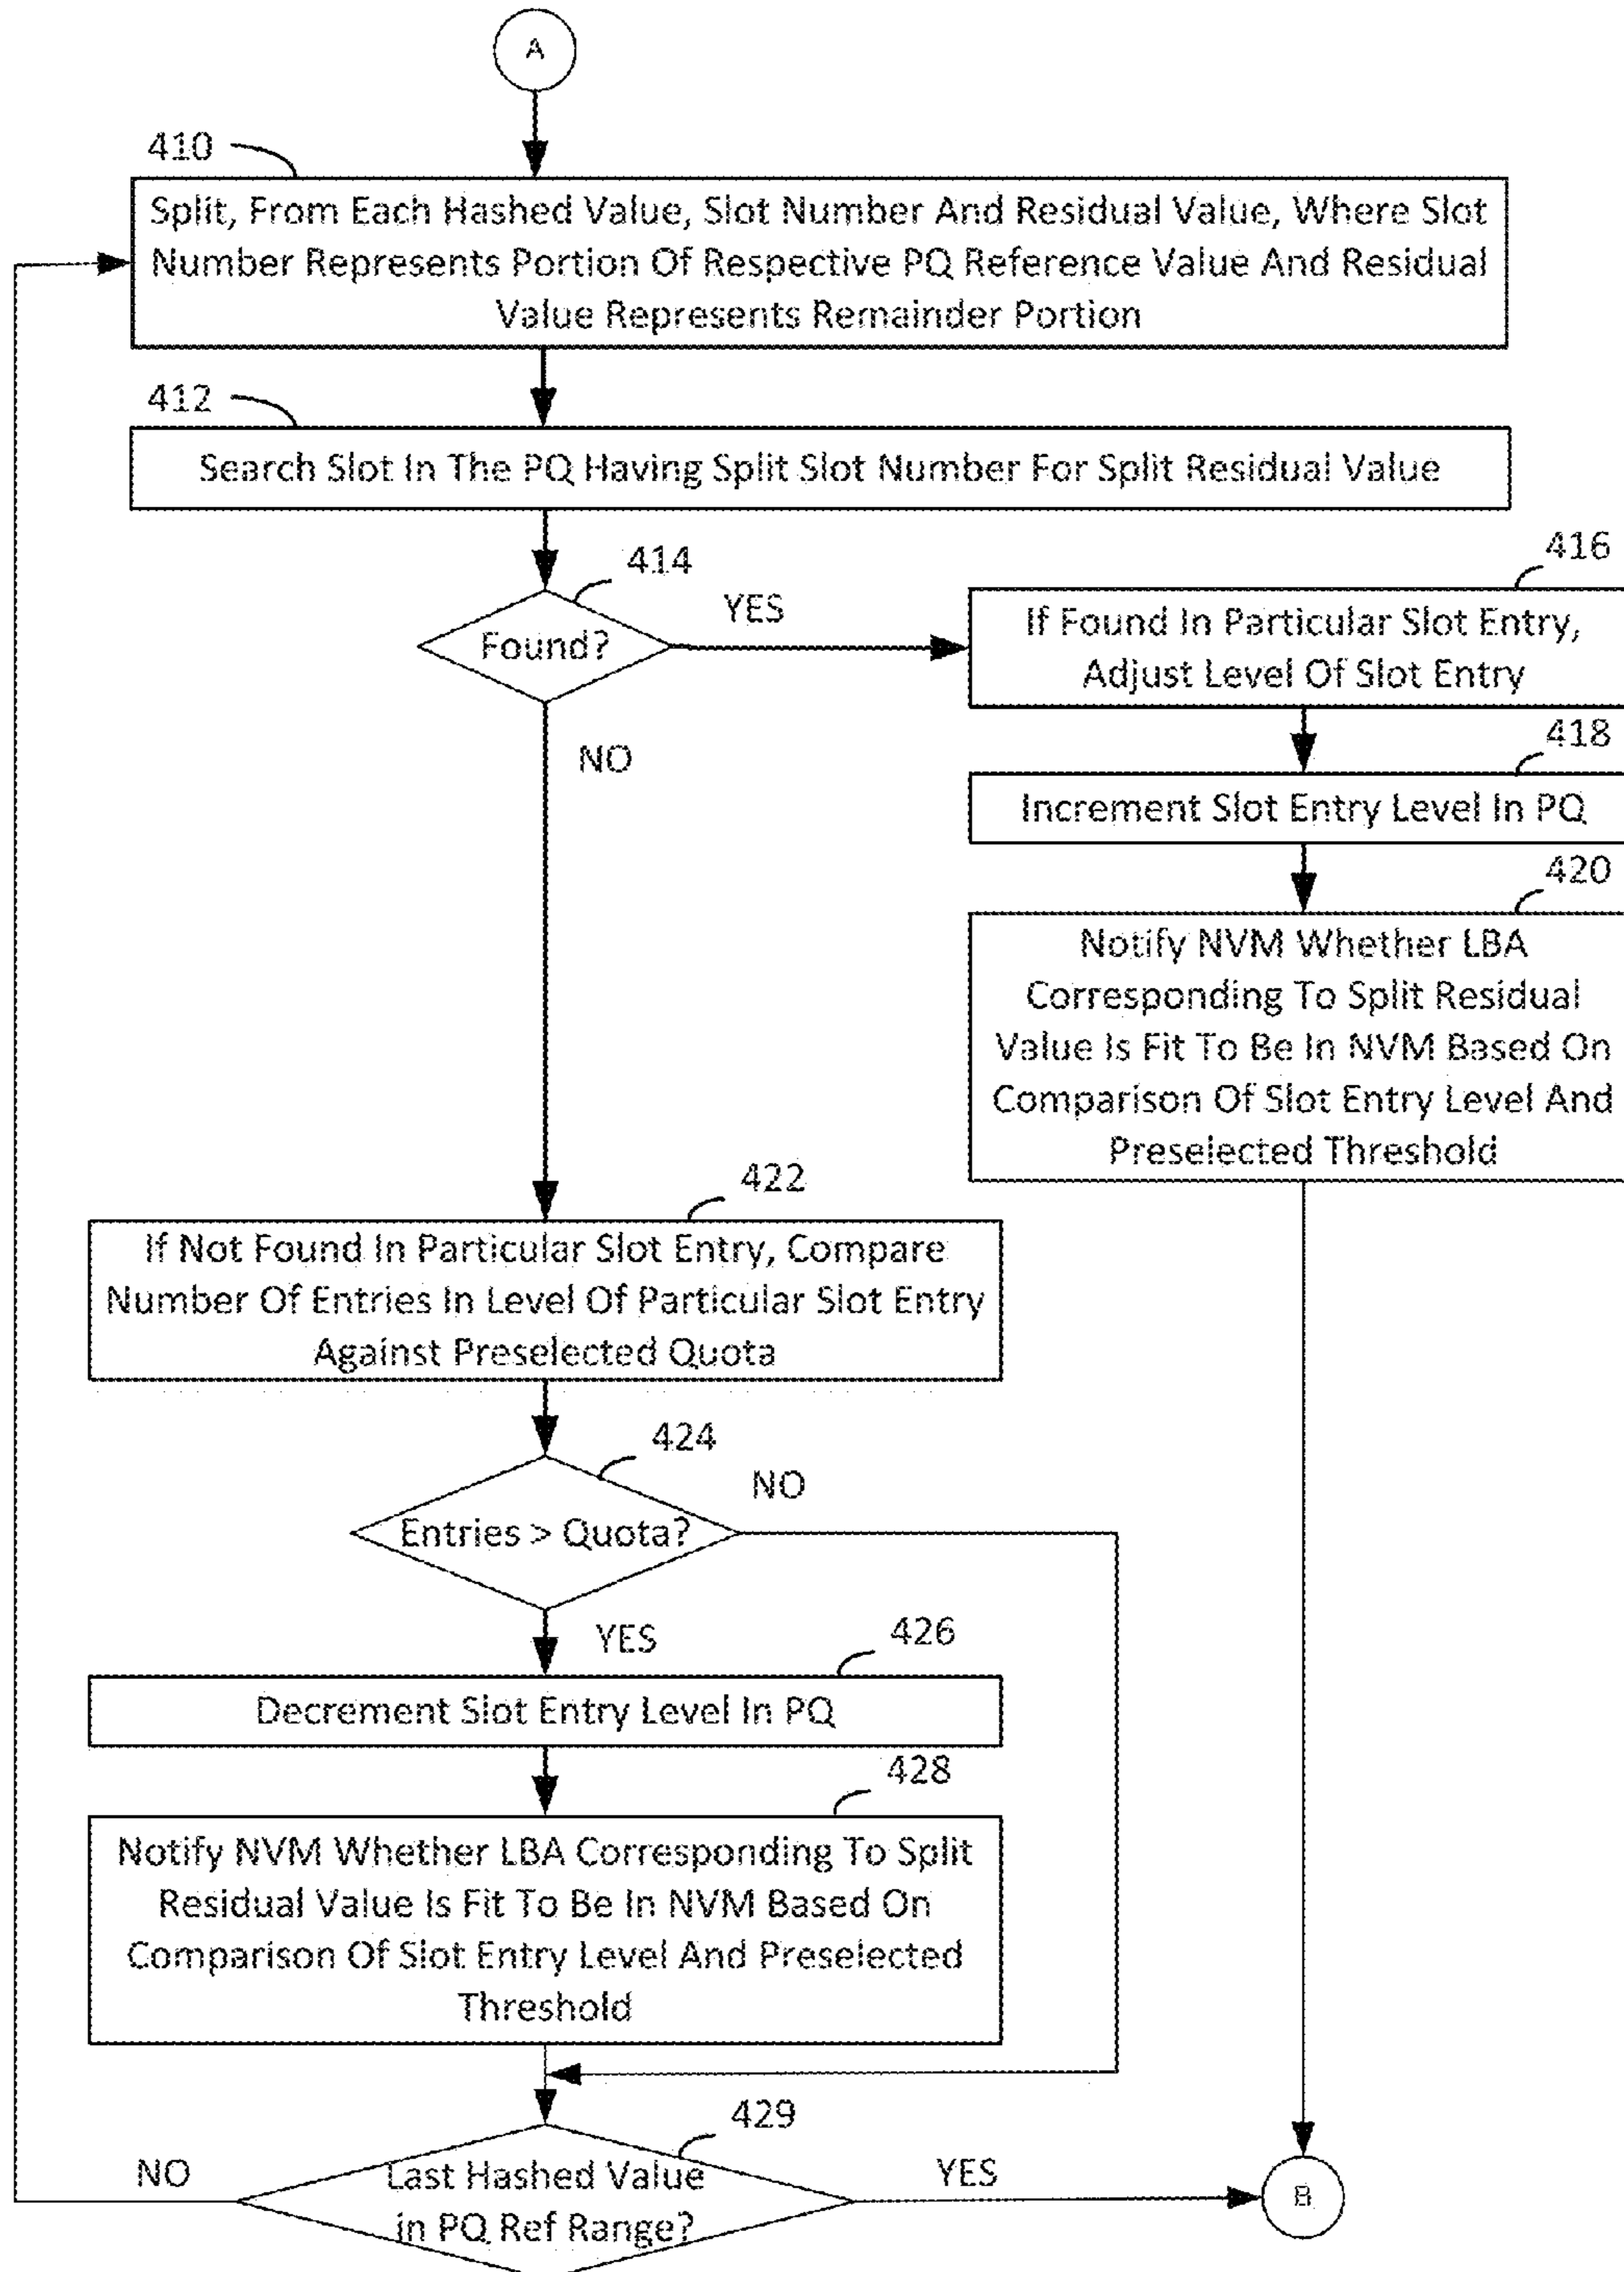 A
410
Split, From Each Hashed Value, Slot Number And Residual Value, Where Slot
Number Represents Portion Of Respective PQ Reference Value And Residual
Value Represents Remainder Portion
412
Search Slot In The PQ Having Split Slot Number For Split Residual Value
414
Found?
YES
NO
416
If Found In Particular Slot Entry,
Adjust Level Of Slot Entry
418
Increment Slot Entry Level In PQ
420
Notify NVM Whether LBA
Corresponding To Split Residual
Value Is Fit To Be In NVM Based On
Comparison Of Slot Entry Level And
Preselected Threshold
422
If Not Found In Particular Slot Entry, Compare
Number Of Entries In Level Of Particular Slot Entry
Against Preselected Quota
424
Entries > Quota?
NO
YES
426
Decrement Slot Entry Level In PQ
428
Notify NVM Whether LBA Corresponding To Split
Residual Value Is Fit To Be In NVM Based On
Comparison Of Slot Entry Level And Preselected
Threshold
429
Last Hashed Value
in PQ Ref Range?
NO
YES
B